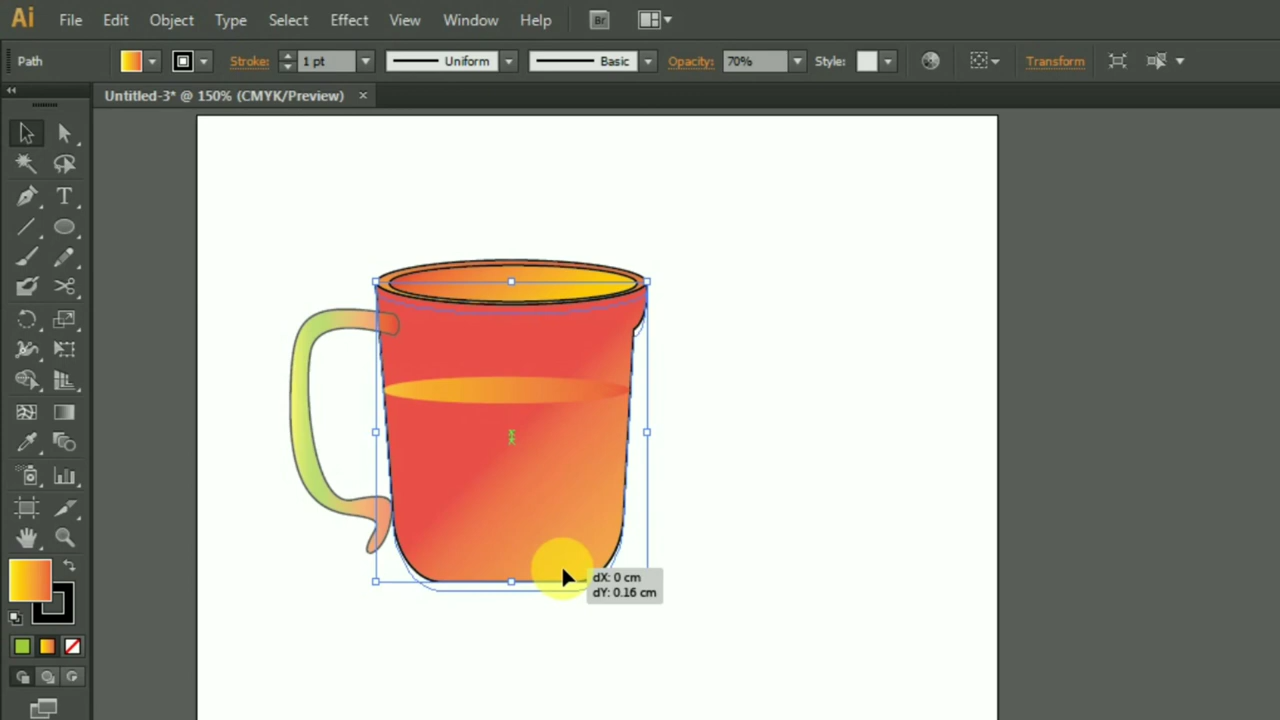 Ai File Edit Object Type Select Effect View Window Help Br
Path Stroke: 1 pt Uniform Basic Opacity: 70% Style: Transform
Untitled-3* @ 150% (CMYK/Preview) ×
T
dX: 0 cm
dY: 0.16 cm